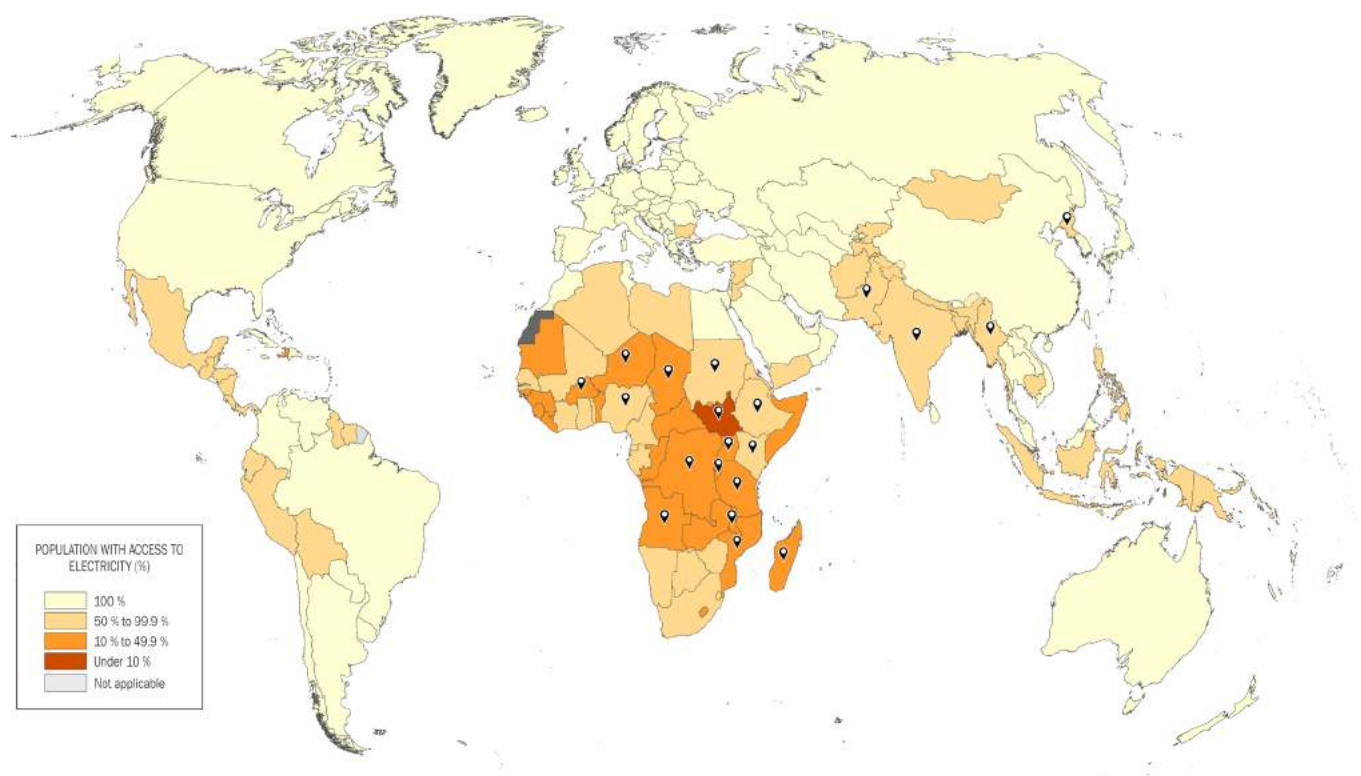 POPULATION WITH ACCESS TO
ELECTRICITY (%)
100 %
50 % to 99.9 %
10 % to 49.9 %
Under 10 %
Not applicable